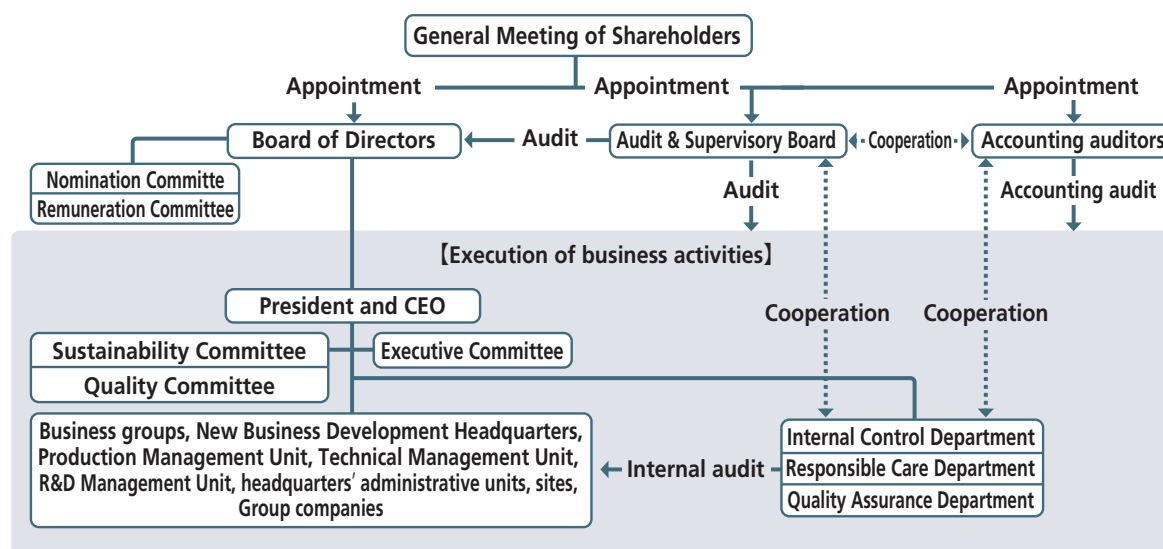 General Meeting of Shareholders
Appointment
Appointment
Appointment
Board of Directors
Audit
Audit & Supervisory Board
Cooperation
Accounting auditors
Nomination Committe
Remuneration Committee
Audit
Accounting audit
【Execution of business activities】
President and CEO
Cooperation
Cooperation
Sustainability Committee
Executive Committee
Quality Committee
Business groups, New Business Development Headquarters,
Production Management Unit, Technical Management Unit,
R&D Management Unit, headquarters’ administrative units, sites,
Group companies
Internal audit
Internal Control Department
Responsible Care Department
Quality Assurance Department